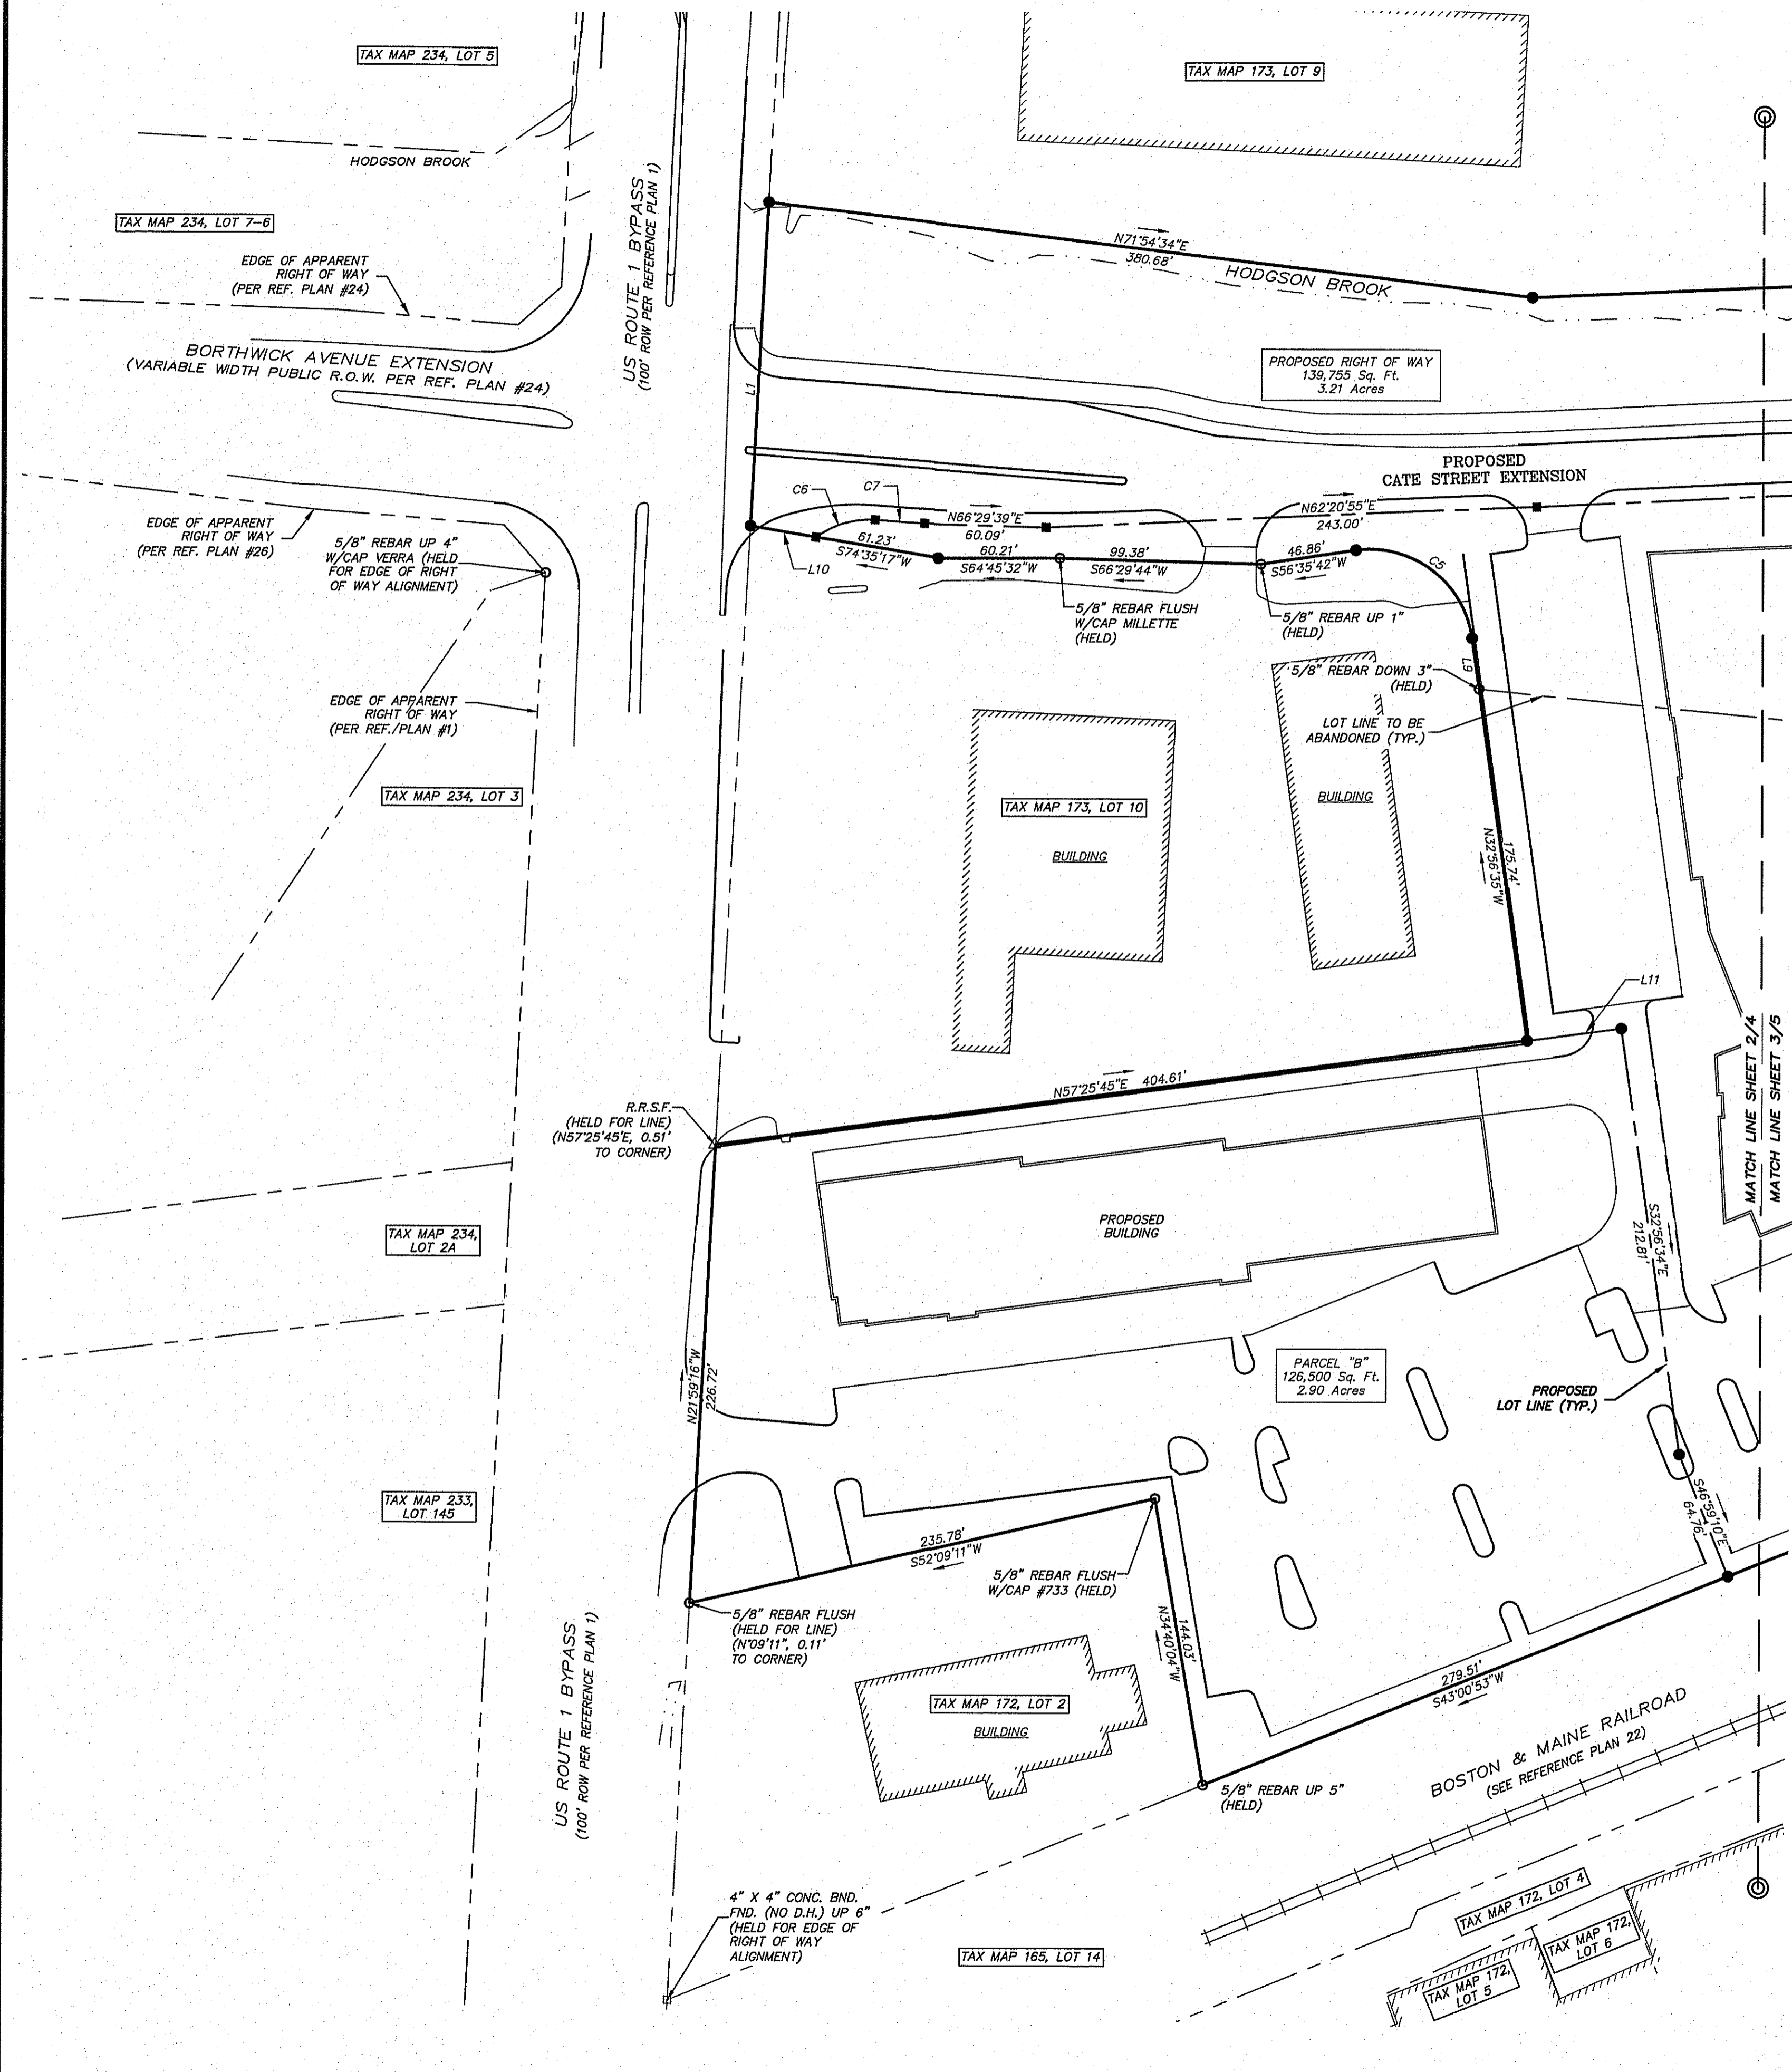 TAX MAP 234, LOT 5
TAX MAP 173, LOT 9
HODGSON BROOK
TAX MAP 234, LOT 7-6
EDGE OF APPARENT
RIGHT OF WAY
(PER REF. PLAN #24)
US ROUTE 1 BYPASS
(100' ROW PER REFERENCE PLAN 1)
N71°54'34"E
380.68'
HODGSON BROOK
BORTHWICK AVENUE EXTENSION
(VARIABLE WIDTH PUBLIC R.O.W. PER REF. PLAN #24)
L1
PROPOSED RIGHT OF WAY
139,755 Sq. Ft.
3.21 Acres
PROPOSED
CATE STREET EXTENSION
C6
C7
N66°29'39"E
60.09'
N62°20'55"E
243.00'
EDGE OF APPARENT
RIGHT OF WAY
(PER REF. PLAN #26)
5/8" REBAR UP 4"
W/CAP VERRA (HELD
FOR EDGE OF RIGHT
OF WAY ALIGNMENT)
61.23'
S74°35'17"W
L10
60.21'
S64°45'32"W
99.38'
S66°29'44"W
46.86'
S56°35'42"W
C5
5/8" REBAR FLUSH
W/CAP MILLETTE
(HELD)
5/8" REBAR UP 1"
(HELD)
L9
5/8" REBAR DOWN 3"
(HELD)
LOT LINE TO BE
ABANDONED (TYP.)
EDGE OF APPARENT
RIGHT OF WAY
(PER REF./PLAN #1)
TAX MAP 234, LOT 3
TAX MAP 173, LOT 10
BUILDING
BUILDING
175.74'
N32°56'35"W
L11
MATCH LINE SHEET 2/4
MATCH LINE SHEET 3/5
N57°25'45"E 404.61'
R.R.S.F.
(HELD FOR LINE)
(N57°25'45"E, 0.51'
TO CORNER)
TAX MAP 234,
LOT 2A
PROPOSED
BUILDING
S32°56'34"E
212.81'
N21°59'16"W
226.72'
PARCEL "B"
126,500 Sq. Ft.
2.90 Acres
PROPOSED
LOT LINE (TYP.)
TAX MAP 233,
LOT 145
S46°59'10"E
64.76'
235.78'
S52°09'11"W
5/8" REBAR FLUSH
W/CAP #733 (HELD)
5/8" REBAR FLUSH
(HELD FOR LINE)
(N°09'11", 0.11'
TO CORNER)
144.03'
N34°40'04"W
US ROUTE 1 BYPASS
(100' ROW PER REFERENCE PLAN 1)
TAX MAP 172, LOT 2
BUILDING
279.51'
S43°00'53"W
BOSTON & MAINE RAILROAD
(SEE REFERENCE PLAN 22)
5/8" REBAR UP 5"
(HELD)
4" X 4" CONC. BND.
FND. (NO D.H.) UP 6"
(HELD FOR EDGE OF
RIGHT OF WAY
ALIGNMENT)
TAX MAP 165, LOT 14
TAX MAP 172, LOT 4
TAX MAP 172,
LOT 6
TAX MAP 172,
LOT 5